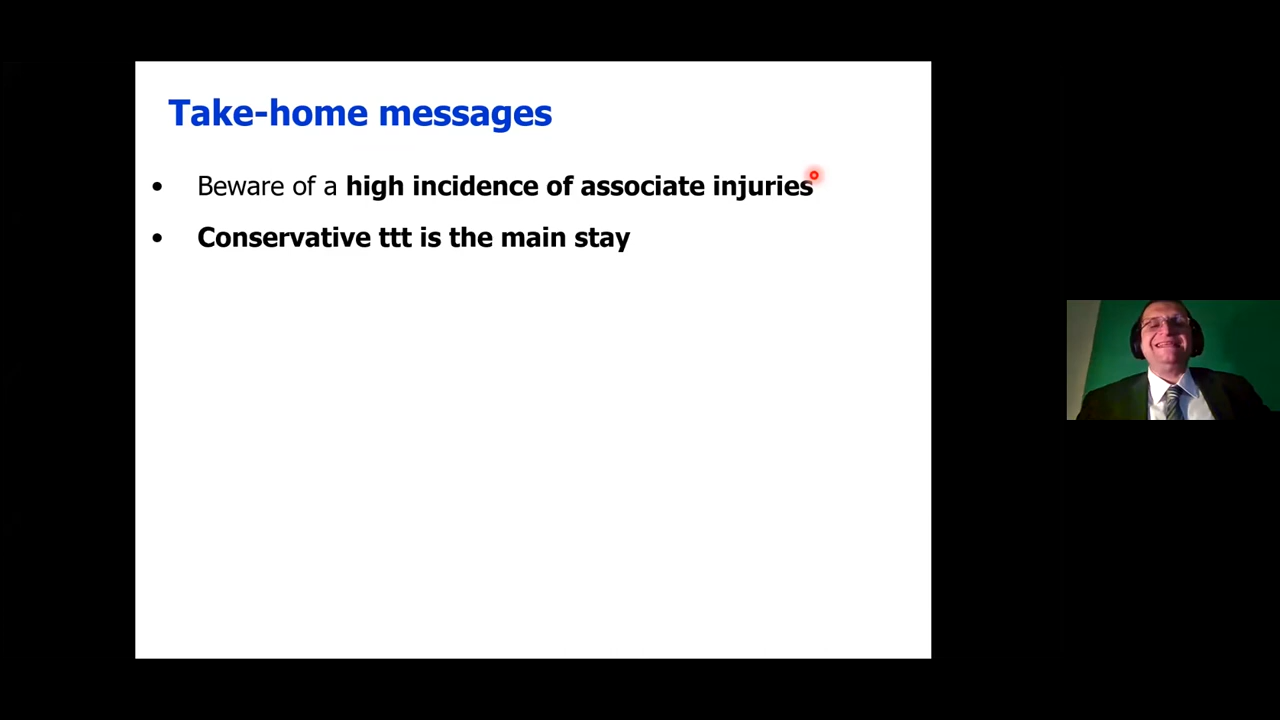 Take-home messages
• Beware of a high incidence of associate injuries
• Conservative ttt is the main stay